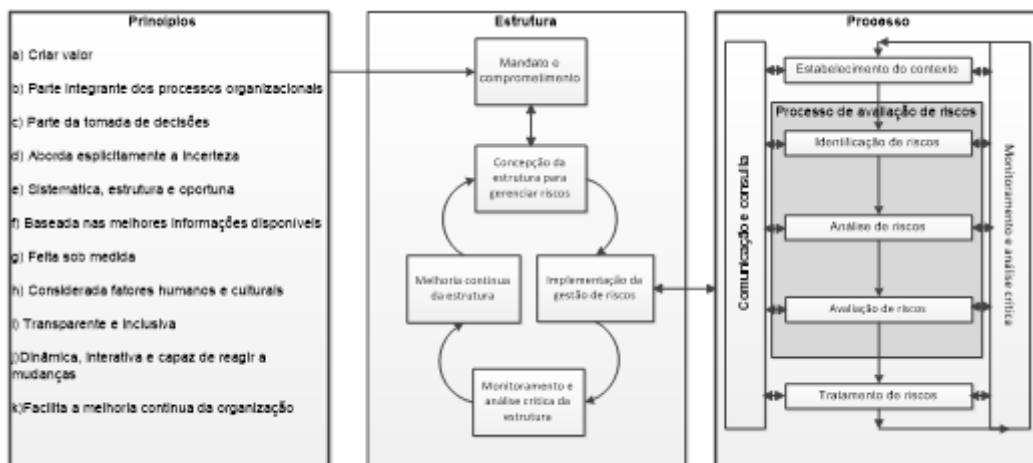 Princípios
a) Criar valor
b) Parte integrante dos processos organizacionais
c) Parte da tomada de decisões
d) Aborda explicitamente a incerteza
e) Sistemática, estrutura e oportuna
f) Baseada nas melhores informações disponíveis
g) Feita sob medida
h) Considerada fatores humanos e culturais
i) Transparente e inclusiva
j)Dinâmica, interativa e capaz de reagir a
mudanças
k)Facilita a melhoria continua da organização
Estrutura
Mandato e
comprometimento
Concepção da
estrutura para
gerenciar riscos
Melhoria continua
da estrutura
Implementação da
gestão de riscos
Monitoramento e
análise crítica da
estrutura
Processo
Comunicação e consulta
Estabelecimento do contexto
Processo de avaliação de riscos
Identificação de riscos
Análise de riscos
Avaliação de riscos
Tratamento de riscos
Monitoramento e análise crítica